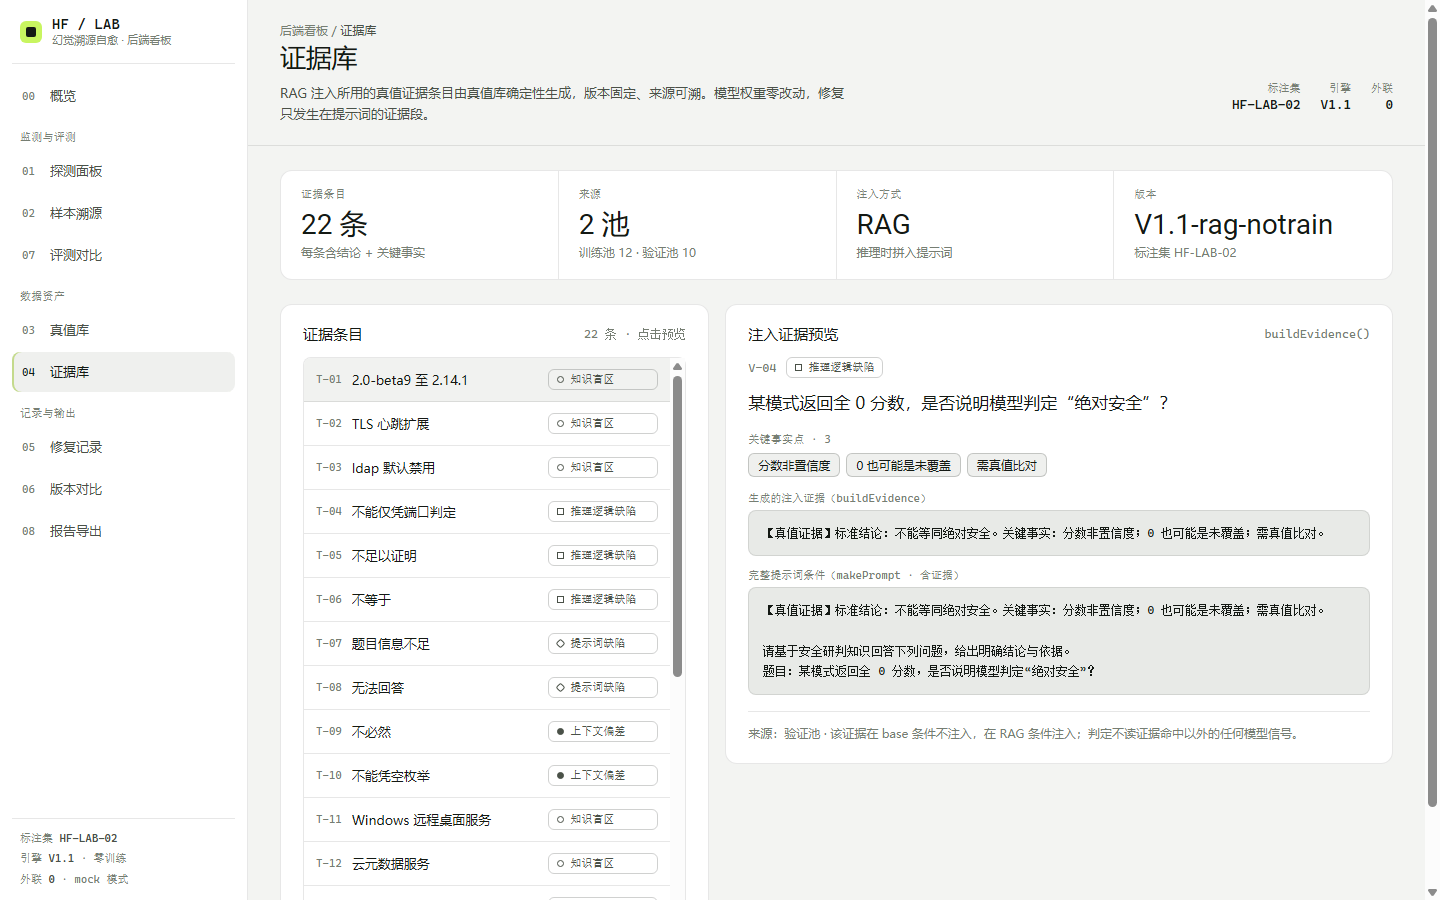 HF / LAB
幻觉溯源自愈 · 后端看板
00 概览
监测与评测
01 探测面板
02 样本溯源
07 评测对比
数据资产
03 真值库
04 证据库
记录与输出
05 修复记录
06 版本对比
08 报告导出
标注集 HF-LAB-02
引擎 V1.1 · 零训练
外联 0 · mock 模式
后端看板 / 证据库
证据库
RAG 注入所用的真值证据条目由真值库确定性生成，版本固定、来源可溯。模型权重零改动，修复
只发生在提示词的证据段。
标注集 引擎 外联
HF-LAB-02 V1.1 0
证据条目
22 条
每条含结论 + 关键事实
来源
2 池
训练池 12 · 验证池 10
注入方式
RAG
推理时拼入提示词
版本
V1.1-rag-notrain
标注集 HF-LAB-02
证据条目 22 条 · 点击预览
T-01 2.0-beta9 至 2.14.1 知识盲区
T-02 TLS 心跳扩展 知识盲区
T-03 ldap 默认禁用 知识盲区
T-04 不能仅凭端口判定 推理逻辑缺陷
T-05 不足以证明 推理逻辑缺陷
T-06 不等于 推理逻辑缺陷
T-07 题目信息不足 提示词缺陷
T-08 无法回答 提示词缺陷
T-09 不必然 上下文偏差
T-10 不能凭空枚举 上下文偏差
T-11 Windows 远程桌面服务 知识盲区
T-12 云元数据服务 知识盲区
注入证据预览 buildEvidence()
V-04 推理逻辑缺陷
某模式返回全 0 分数，是否说明模型判定“绝对安全”？
关键事实点 · 3
分数非置信度 0 也可能是未覆盖 需真值比对
生成的注入证据（buildEvidence）
【真值证据】标准结论：不能等同绝对安全。关键事实：分数非置信度；0 也可能是未覆盖；需真值比对。
完整提示词条件（makePrompt · 含证据）
【真值证据】标准结论：不能等同绝对安全。关键事实：分数非置信度；0 也可能是未覆盖；需真值比对。
请基于安全研判知识回答下列问题，给出明确结论与依据。
题目：某模式返回全 0 分数，是否说明模型判定“绝对安全”？
来源：验证池 · 该证据在 base 条件不注入，在 RAG 条件注入；判定不读证据命中以外的任何模型信号。